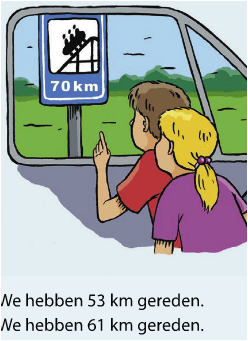 70 km
We hebben 53 km gereden.
We hebben 61 km gereden.